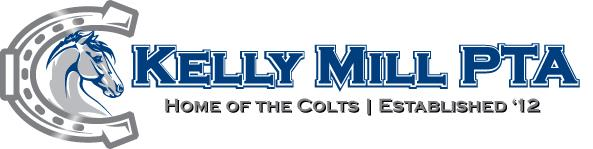 KELLY MILL PTA
HOME OF THE COLTS | ESTABLISHED ‘12